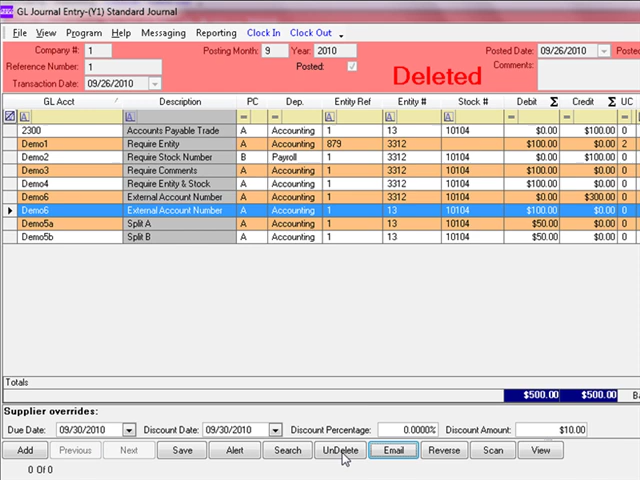 GL Journal Entry-(Y1) Standard Journal
File View Program Help Messaging Reporting Clock In Clock Out
Company #: 1 Posting Month: 9 Year: 2010 Posted Date: 09/26/2010 Posted
Reference Number: 1 Posted: Deleted Comments:
Transaction Date: 09/26/2010
GL Acct Description PC Dep. Entity Ref Entity # Stock # Debit Σ Credit Σ UC
2300 Accounts Payable Trade A Accounting 1 13 10104 $0.00 $100.00 0
Demo1 Require Entity A Accounting 879 3312 $100.00 $0.00 2
Demo2 Require Stock Number B Payroll 1 3312 10104 $100.00 $0.00 0
Demo3 Require Comments A Accounting 1 3312 10104 $100.00 $0.00 0
Demo4 Require Entity & Stock A Accounting 1 3312 10104 $0.00 $100.00 0
Demo6 External Account Number A Accounting 1 3312 10104 $0.00 $300.00 0
Demo6 External Account Number A Accounting 1 13 10104 $100.00 $0.00 0
Demo5a Split A A Accounting 1 13 10104 $50.00 $0.00 0
Demo5b Split B A Accounting 1 13 10104 $50.00 $0.00 0
Totals
$500.00 $500.00 Ba
Supplier overrides:
Due Date: 09/30/2010 Discount Date: 09/30/2010 Discount Percentage: 0.0000% Discount Amount: $10.00
Add Previous Next Save Alert Search UnDelete Email Reverse Scan View
0 Of 0